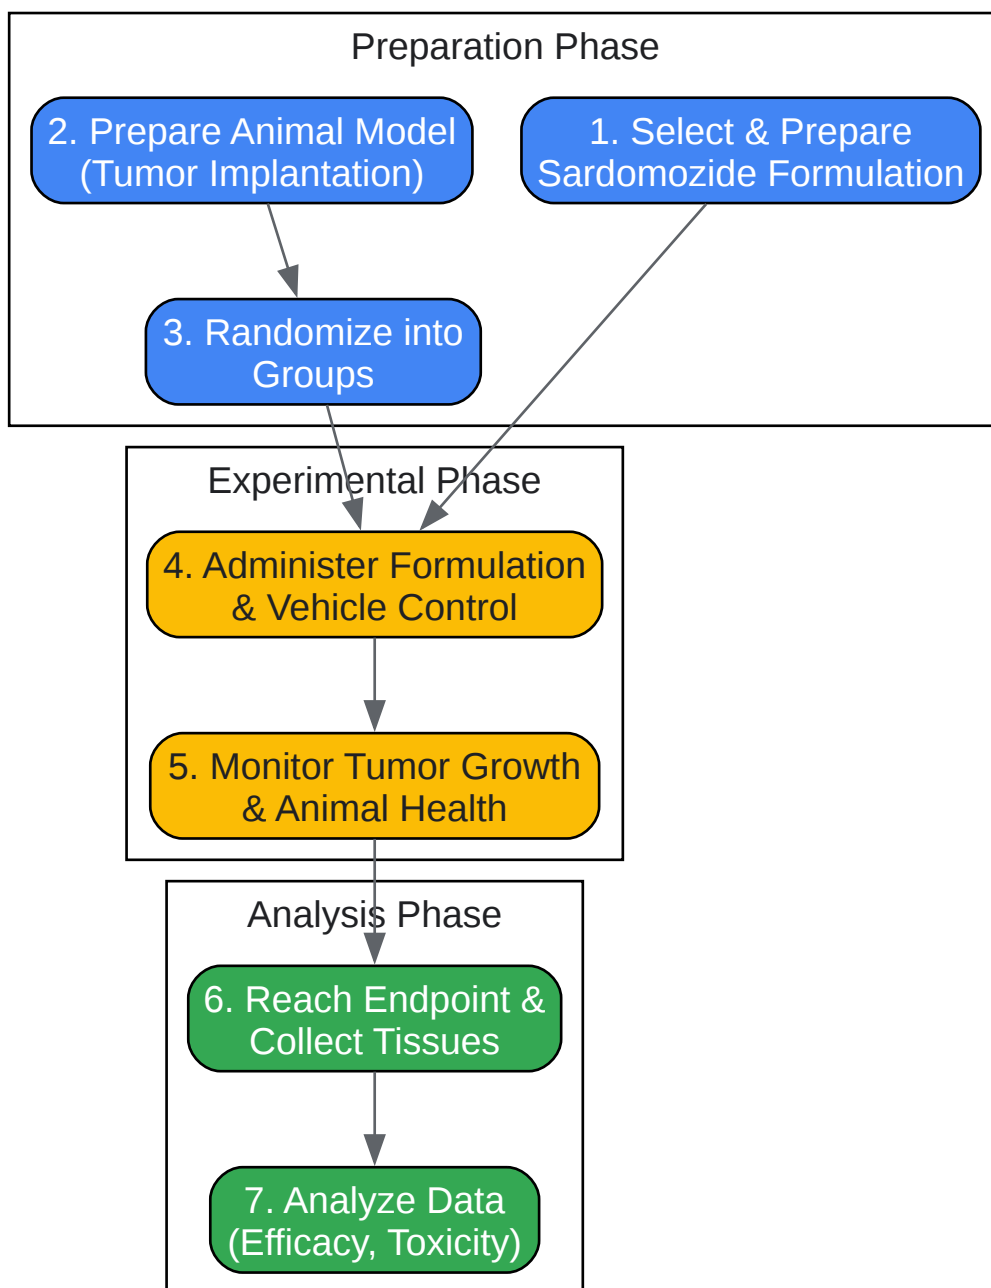 Preparation Phase
2. Prepare Animal Model
(Tumor Implantation)
1. Select & Prepare
Sardomozide Formulation
3. Randomize into
Groups
Experimental Phase
4. Administer Formulation
& Vehicle Control
5. Monitor Tumor Growth
& Animal Health
Analysis Phase
6. Reach Endpoint &
Collect Tissues
7. Analyze Data
(Efficacy, Toxicity)